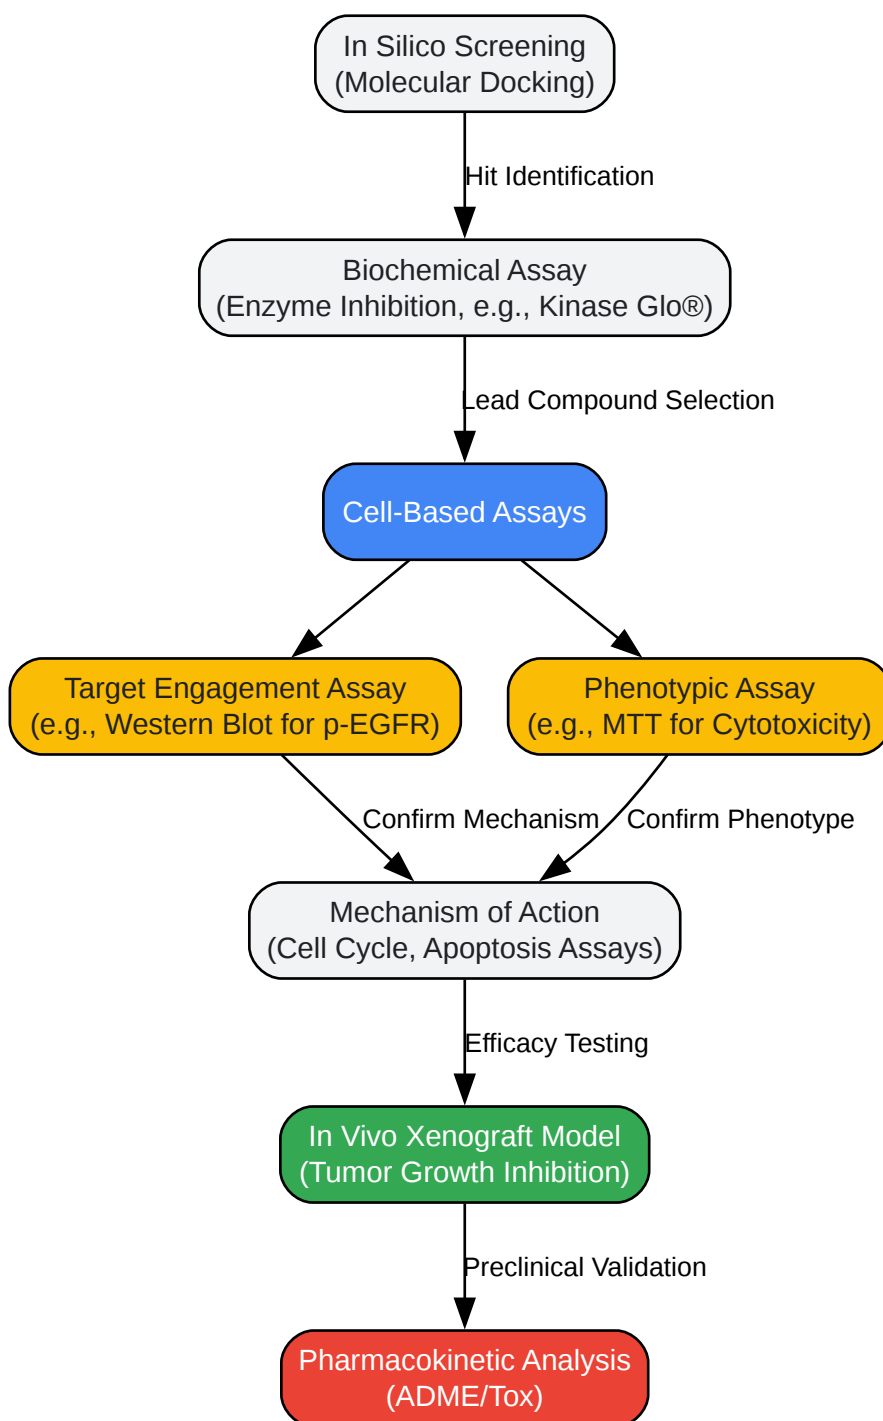 In Silico Screening
(Molecular Docking)
Hit Identification
Biochemical Assay
(Enzyme Inhibition, e.g., Kinase Glo®)
Lead Compound Selection
Cell-Based Assays
Target Engagement Assay
(e.g., Western Blot for p-EGFR)
Phenotypic Assay
(e.g., MTT for Cytotoxicity)
Confirm Mechanism
Confirm Phenotype
Mechanism of Action
(Cell Cycle, Apoptosis Assays)
Efficacy Testing
In Vivo Xenograft Model
(Tumor Growth Inhibition)
Preclinical Validation
Pharmacokinetic Analysis
(ADME/Tox)